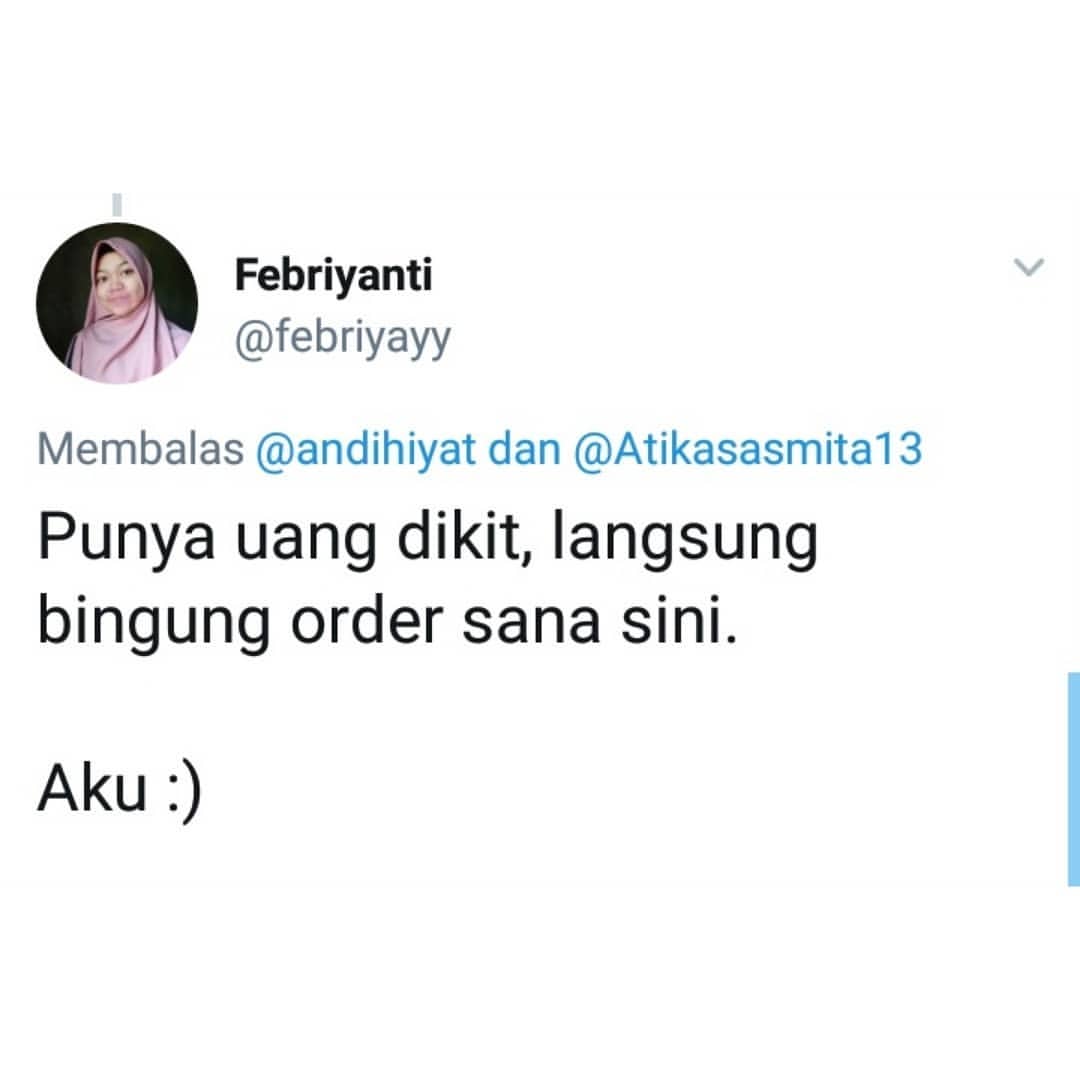 Febriyanti
@febriyayy
Membalas @andihiyat dan @Atikasasmita13
Punya uang dikit, langsung
bingung order sana sini.
Aku :)